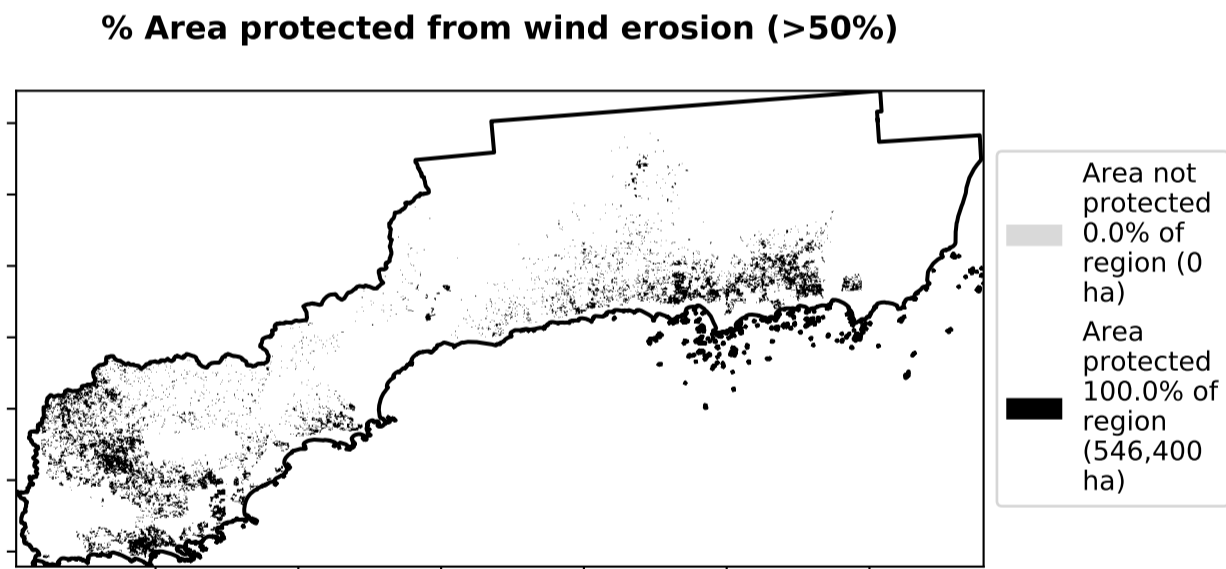 % Area protected from wind erosion (>50%)
Area not
protected
0.0% of
region (0
ha)
Area
protected
100.0% of
region
(546,400
ha)